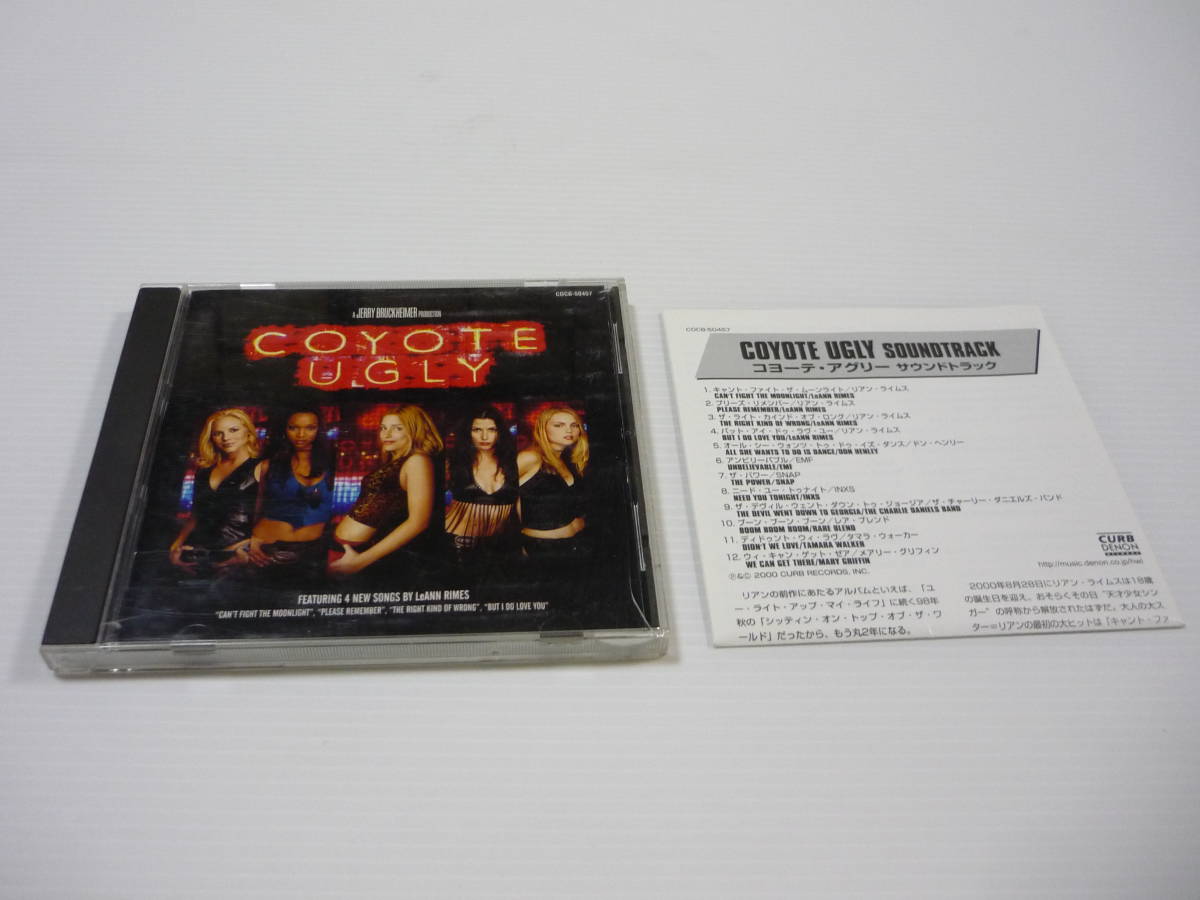 COCB-50457
A JERRY BRUCKHEIMER PRODUCTION
COYOTE
UGLY
FEATURING 4 NEW SONGS BY LeANN RIMES
"CAN'T FIGHT THE MOONLIGHT", "PLEASE REMEMBER", "THE RIGHT KIND OF WRONG", "BUT I DO LOVE YOU"
COCB-50457
COYOTE UGLY SOUNDTRACK
コヨーテ・アグリー サウンドトラック
1. キャント・ファイト・ザ・ムーンライト/リアン・ライムス
CAN'T FIGHT THE MOONLIGHT/LeANN RIMES
2. プリーズ・リメンバー/リアン・ライムス
PLEASE REMEMBER/LeANN RIMES
3. ザ・ライト・カインド・オブ・ロング/リアン・ライムス
THE RIGHT KIND OF WRONG/LeANN RIMES
4. バット・アイ・ドゥ・ラヴ・ユー/リアン・ライムス
BUT I DO LOVE YOU/LeANN RIMES
5. オール・シー・ウォンツ・トゥ・ドゥ・イズ・ダンス/ドン・ヘンリー
ALL SHE WANTS TO DO IS DANCE/DON HENLEY
6. アンビリーバブル/EMF
UNBELIEVABLE/EMF
7. ザ・パワー/SNAP
THE POWER/SNAP
8. ニード・ユー・トゥナイト/INXS
NEED YOU TONIGHT/INXS
9. ザ・デヴィル・ウェント・ダウン・トゥ・ジョージア/ザ・チャーリー・ダニエルズ・バンド
THE DEVIL WENT DOWN TO GEORGIA/THE CHARLIE DANIELS BAND
10. ブーン・ブーン・ブーン/レア・ブレンド
BOOM BOOM BOOM/RARE BLEND
11. ディドゥント・ウィ・ラヴ/タマラ・ウォーカー
DIDN'T WE LOVE/TAMARA WALKER
12. ウィ・キャン・ゲット・ゼア/メアリー・グリフィン
WE CAN GET THERE/MARY GRIFFIN
℗&© 2000 CURB RECORDS, INC.
CURB
DENON
RECORDS
http://music.denon.co.jp/hwl
リアンの前作にあたるアルバムといえば、「ユ
ー・ライト・アップ・マイ・ライフ」に続く98年
秋の「シッティン・オン・トップ・オブ・ザ・ワ
ールド」だったから、もう丸2年になる。
2000年8月28日にリアン・ライムスは18歳
の誕生日を迎え、おそらくその日"天才少女シン
ガー"の呼称から解放されたはずだ。大人の大ス
ター=リアンの最初の大ヒットは「キャント・ファ